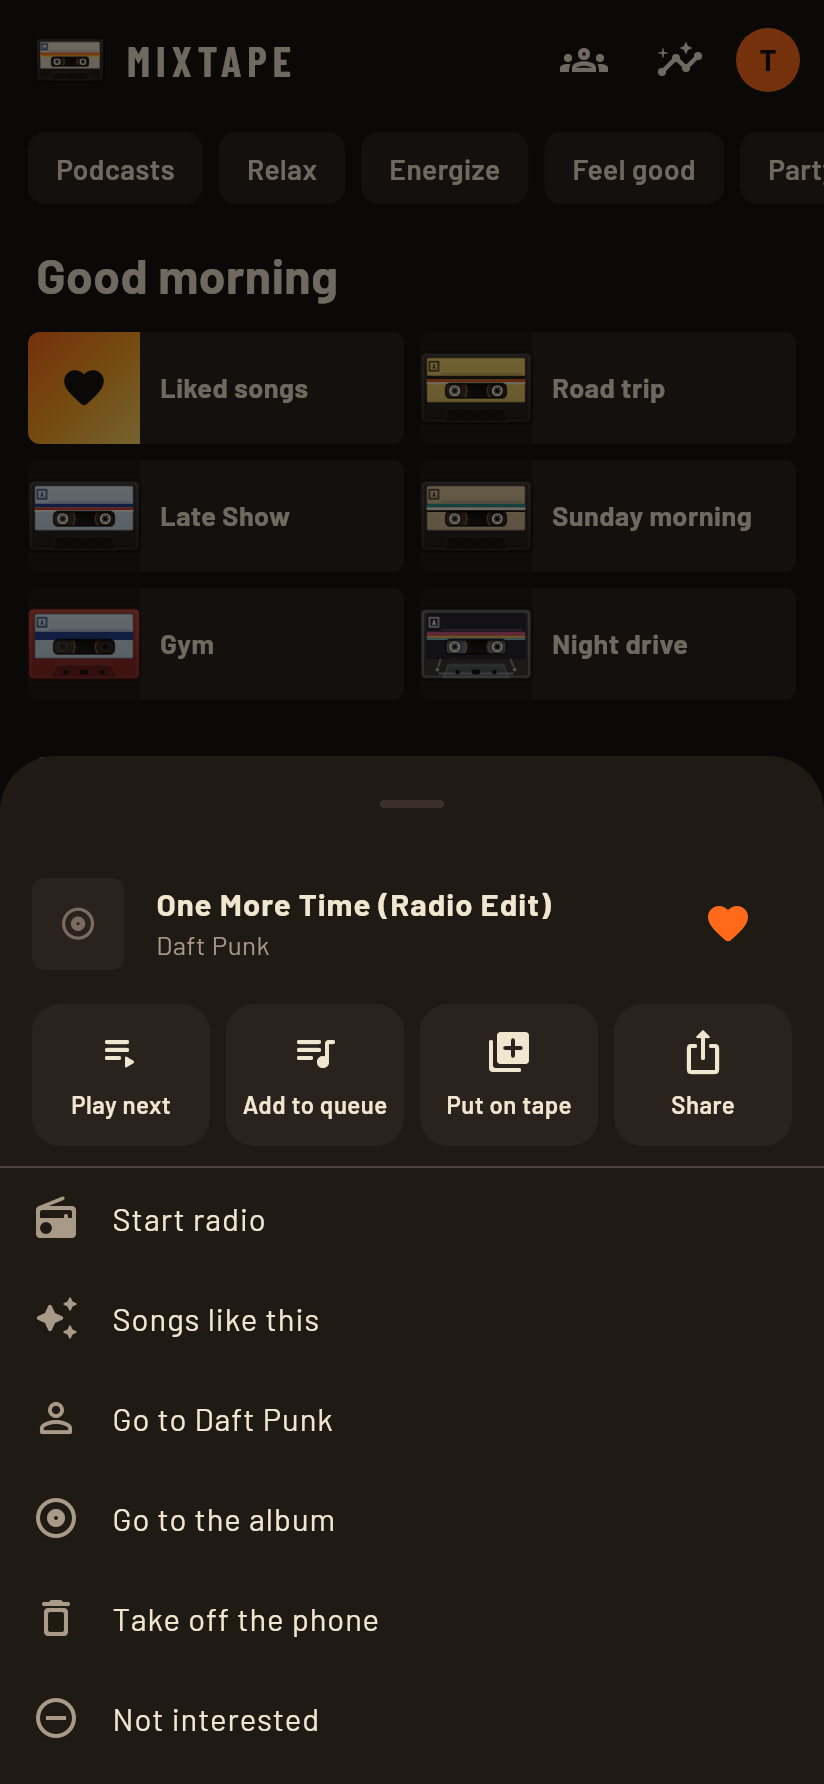 MIXTAPE
T
Podcasts Relax Energize Feel good Party
Good morning
Liked songs
Road trip
Late Show
Sunday morning
Gym
Night drive
One More Time (Radio Edit)
Daft Punk
Play next
Add to queue
Put on tape
Share
Start radio
Songs like this
Go to Daft Punk
Go to the album
Take off the phone
Not interested